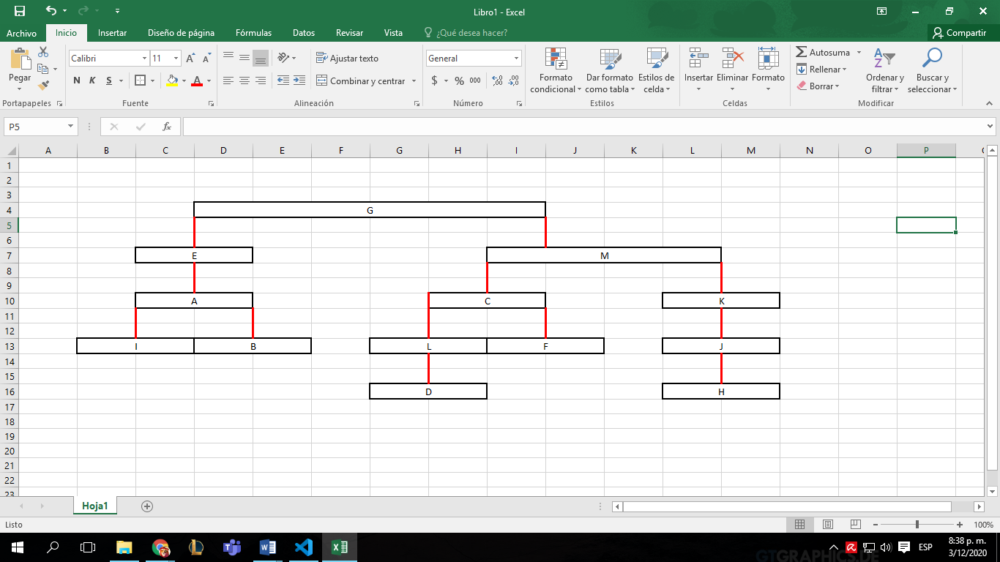 Libro1 - Excel
Archivo Inicio Insertar Diseño de página Fórmulas Datos Revisar Vista ¿Qué desea hacer? Compartir
Pegar
Calibri 11
N K S
Ajustar texto
Combinar y centrar
General
$ % 000
Formato condicional
Dar formato como tabla
Estilos de celda
Insertar Eliminar Formato
Autosuma
Rellenar
Borrar
Ordenar y filtrar
Buscar y seleccionar
Portapapeles Fuente Alineación Número Estilos Celdas Modificar
P5 fx
A B C D E F G H I J K L M N O P
1
2
3
4 G
5
6
7 E M
8
9
10 A C K
11
12
13 I B L F J
14
15
16 D H
17
18
19
20
21
22
23
Hoja1
Listo 100%
ESP
8:38 p. m.
3/12/2020
GTGRAPHICS.DE